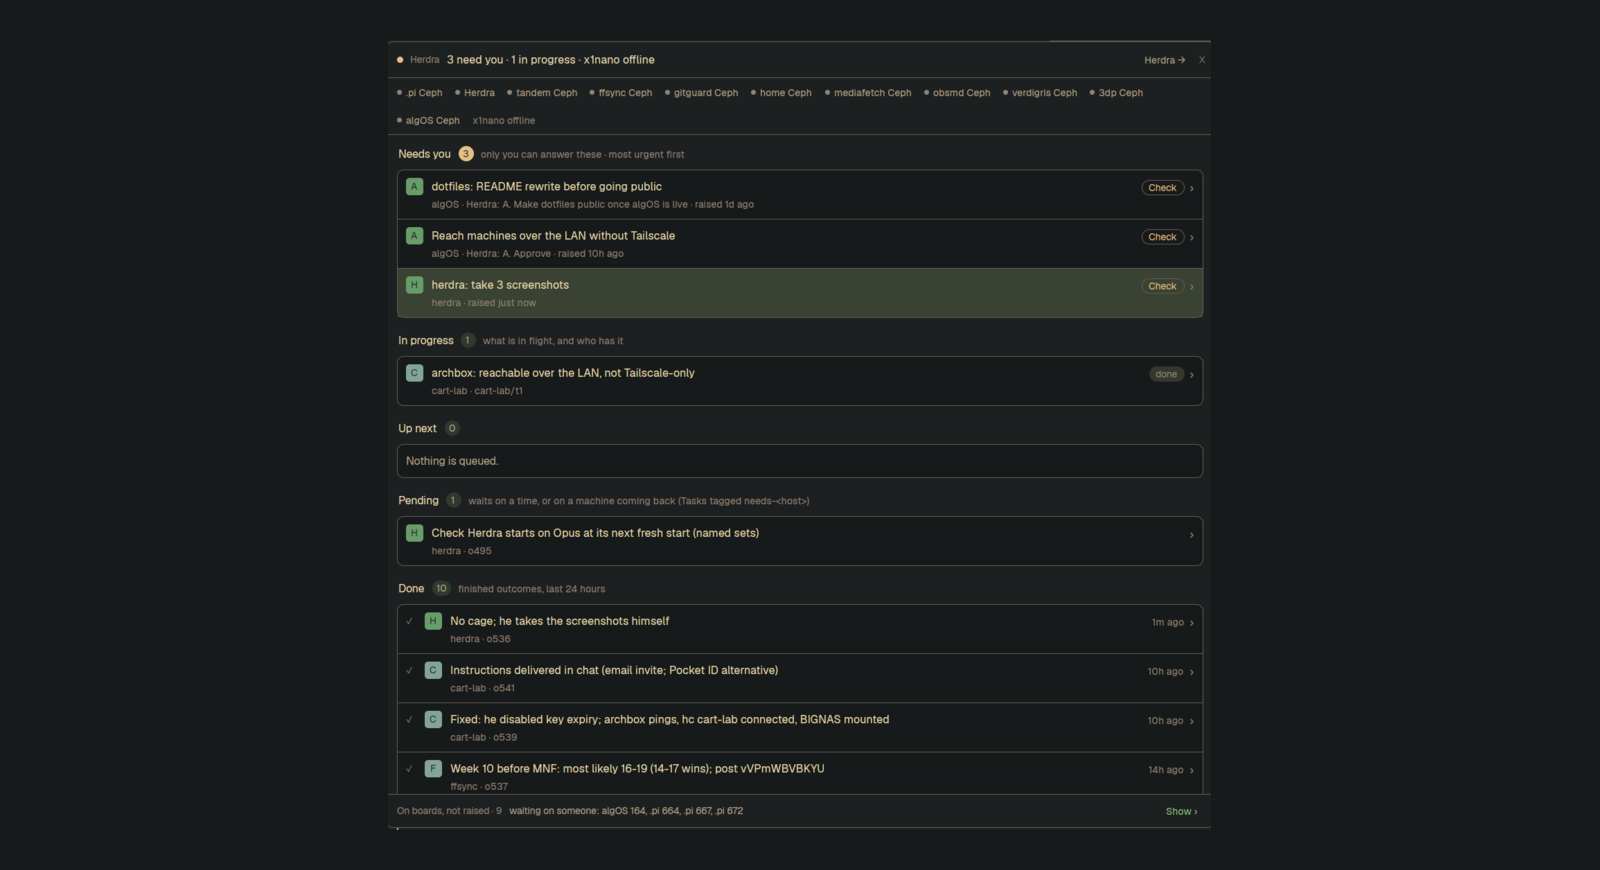 Herdra 3 need you · 1 in progress · x1nano offline Herdra → X
.pi Ceph Herdra tandem Ceph ffsync Ceph gitguard Ceph home Ceph mediafetch Ceph obsmd Ceph verdigris Ceph 3dp Ceph
algOS Ceph x1nano offline
Needs you 3 only you can answer these · most urgent first
A dotfiles: README rewrite before going public Check ›
algOS · Herdra: A. Make dotfiles public once algOS is live · raised 1d ago
A Reach machines over the LAN without Tailscale Check ›
algOS · Herdra: A. Approve · raised 10h ago
H herdra: take 3 screenshots Check ›
herdra · raised just now
In progress 1 what is in flight, and who has it
C archbox: reachable over the LAN, not Tailscale-only done ›
cart-lab · cart-lab/t1
Up next 0
Nothing is queued.
Pending 1 waits on a time, or on a machine coming back (Tasks tagged needs-<host>)
H Check Herdra starts on Opus at its next fresh start (named sets) ›
herdra · o495
Done 10 finished outcomes, last 24 hours
✓ H No cage; he takes the screenshots himself 1m ago ›
herdra · o536
✓ C Instructions delivered in chat (email invite; Pocket ID alternative) 10h ago ›
cart-lab · o541
✓ C Fixed: he disabled key expiry; archbox pings, hc cart-lab connected, BIGNAS mounted 10h ago ›
cart-lab · o539
✓ F Week 10 before MNF: most likely 16-19 (14-17 wins); post vVPmWBVBKYU 14h ago ›
ffsync · o537
On boards, not raised · 9 waiting on someone: algOS 164, .pi 664, .pi 667, .pi 672 Show ›